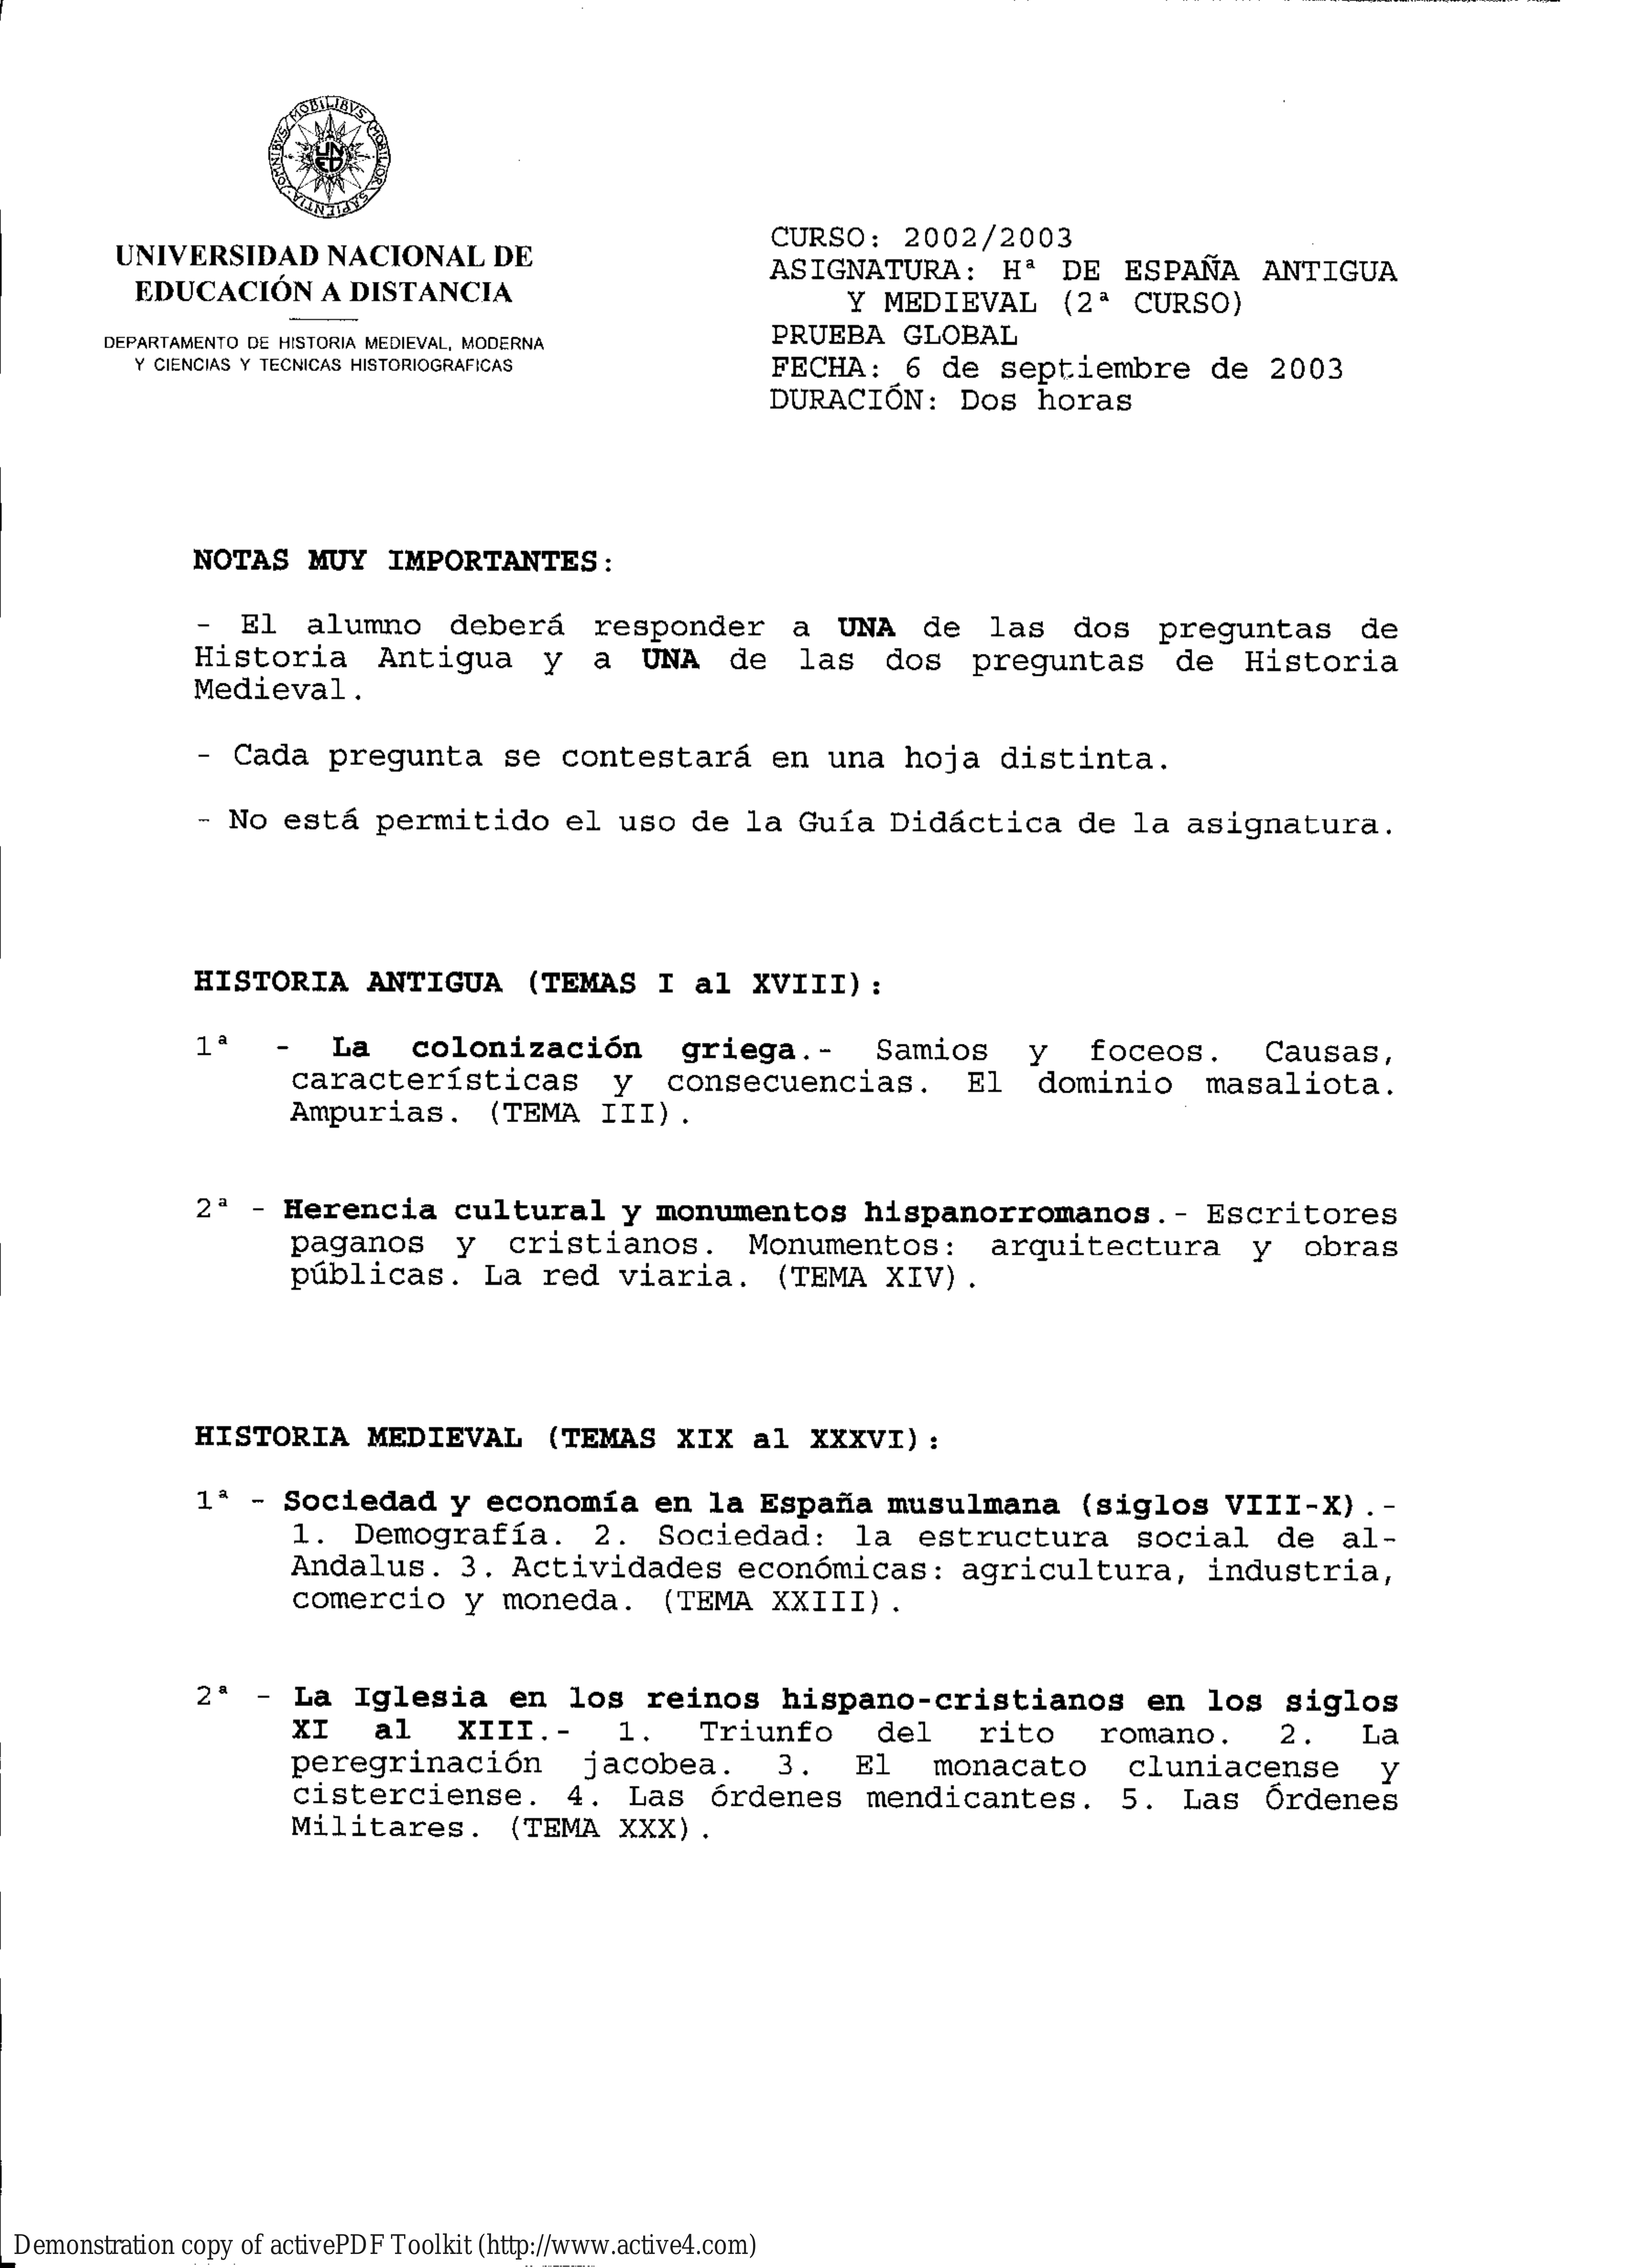 OMNIBVS MOBILIBVS MOBILIOR SAPIENTIA
UNED
UNIVERSIDAD NACIONAL DE
EDUCACIÓN A DISTANCIA
DEPARTAMENTO DE HISTORIA MEDIEVAL, MODERNA
Y CIENCIAS Y TECNICAS HISTORIOGRAFICAS
CURSO: 2002/2003
ASIGNATURA: Hª DE ESPAÑA ANTIGUA
Y MEDIEVAL (2ª CURSO)
PRUEBA GLOBAL
FECHA: 6 de septiembre de 2003
DURACIÓN: Dos horas
NOTAS MUY IMPORTANTES:
- El alumno deberá responder a UNA de las dos preguntas de
Historia Antigua y a UNA de las dos preguntas de Historia
Medieval.
- Cada pregunta se contestará en una hoja distinta.
- No está permitido el uso de la Guía Didáctica de la asignatura.
HISTORIA ANTIGUA (TEMAS I al XVIII):
1ª - La colonización griega.- Samios y foceos. Causas,
características y consecuencias. El dominio masaliota.
Ampurias. (TEMA III).
2ª - Herencia cultural y monumentos hispanorromanos.- Escritores
paganos y cristianos. Monumentos: arquitectura y obras
públicas. La red viaria. (TEMA XIV).
HISTORIA MEDIEVAL (TEMAS XIX al XXXVI):
1ª - Sociedad y economía en la España musulmana (siglos VIII-X).-
1. Demografía. 2. Sociedad: la estructura social de al-
Andalus. 3. Actividades económicas: agricultura, industria,
comercio y moneda. (TEMA XXIII).
2ª - La Iglesia en los reinos hispano-cristianos en los siglos
XI al XIII.- 1. Triunfo del rito romano. 2. La
peregrinación jacobea. 3. El monacato cluniacense y
cisterciense. 4. Las órdenes mendicantes. 5. Las Órdenes
Militares. (TEMA XXX).
Demonstration copy of activePDF Toolkit (http://www.active4.com)